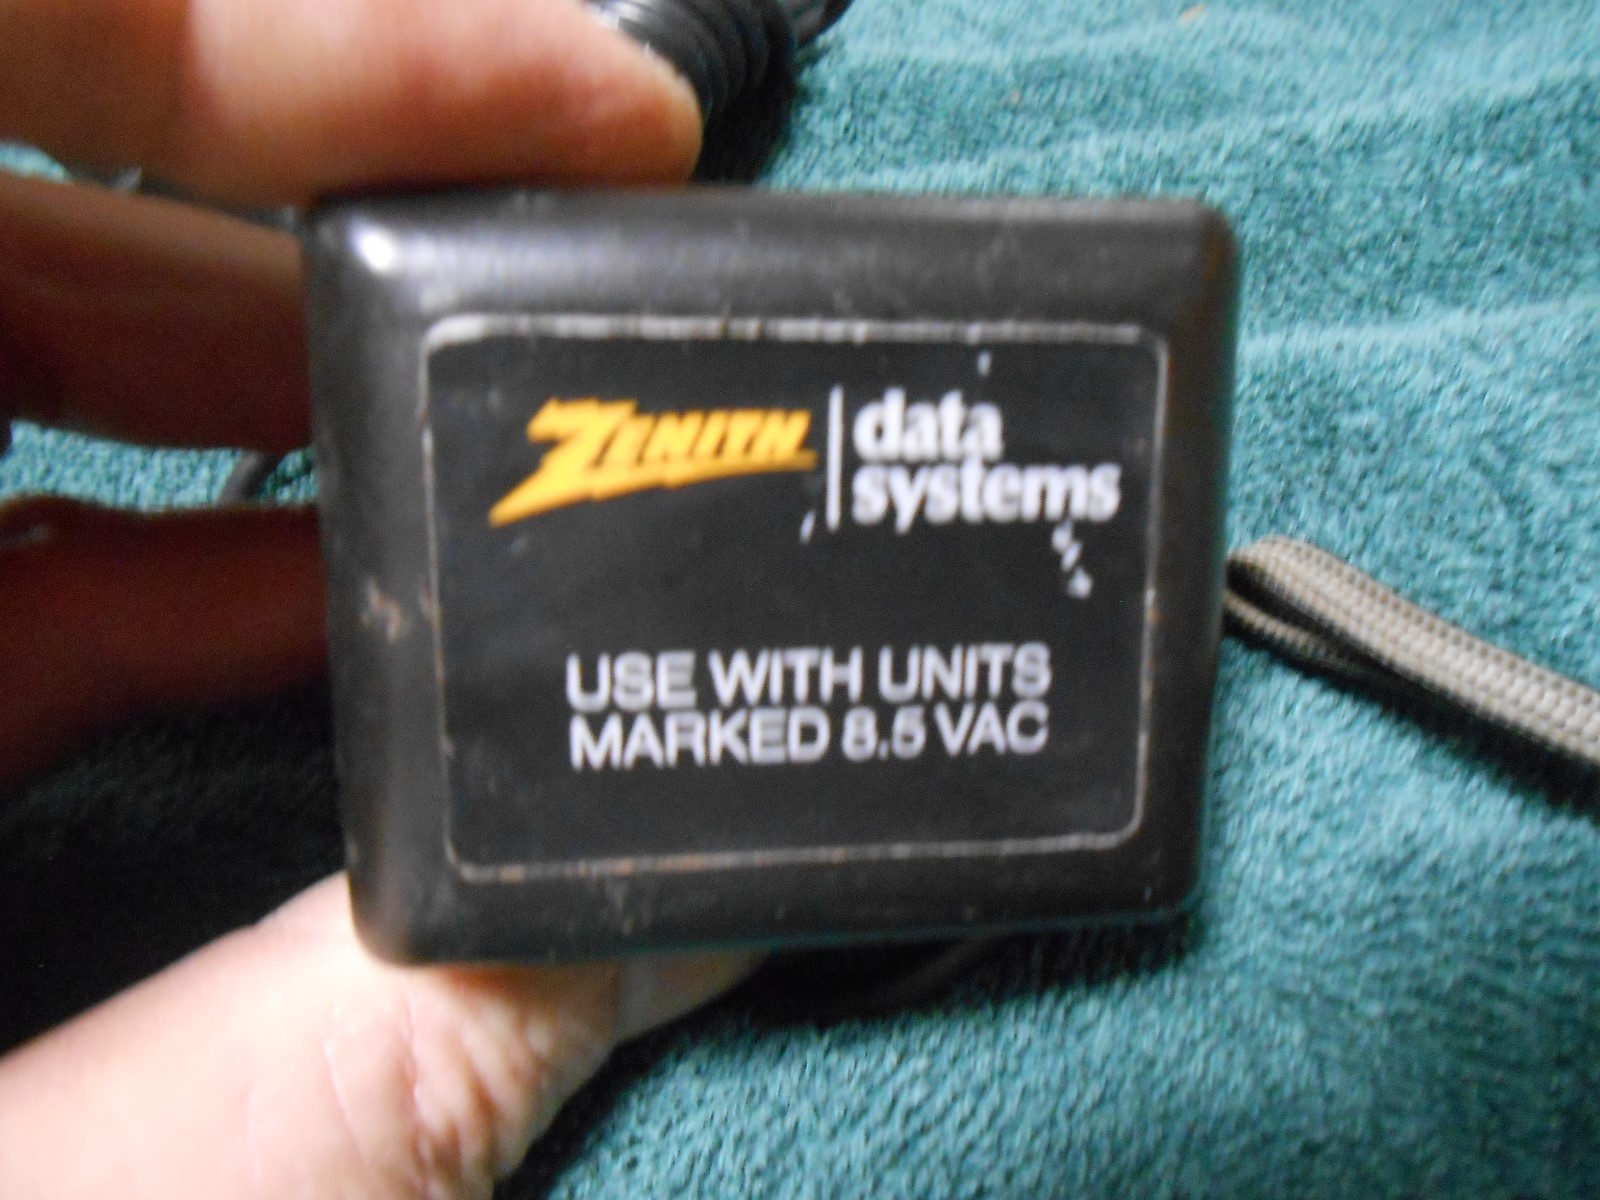 ZENITH data
systems
USE WITH UNITS
MARKED 8.5 VAC